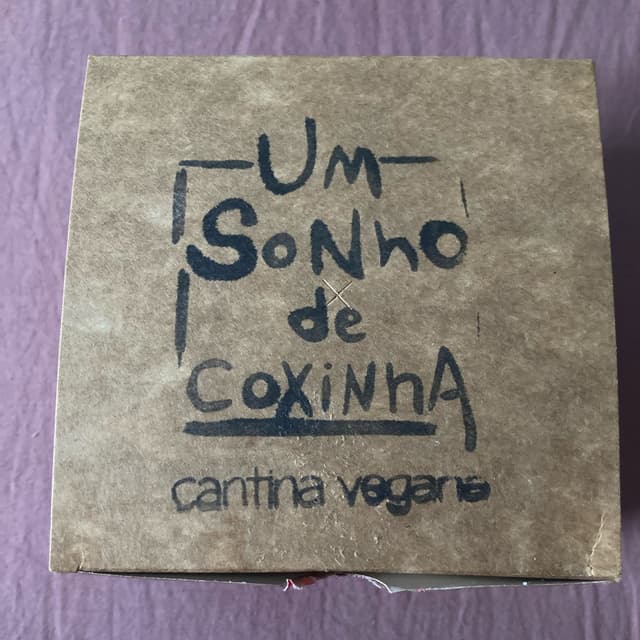 Um
Sonho
de
Coxinha
cantina vegana